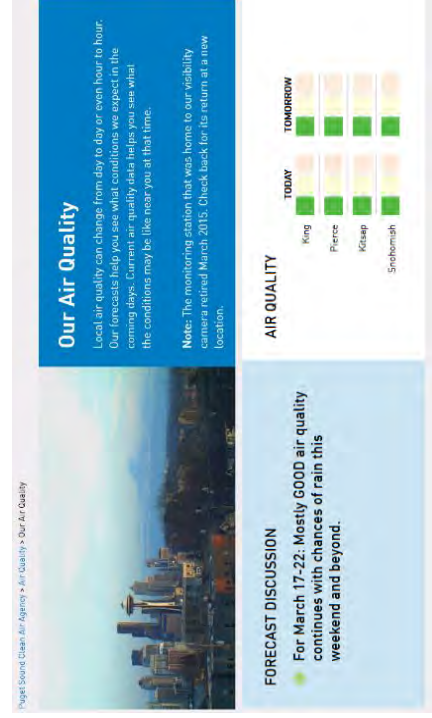 Puget Sound Clean Air Agency > Air Quality > Our Air Quality
Our Air Quality
Local air quality can change from day to day or even hour to hour.
Our forecasts help you see what conditions we expect in the
coming days. Current air quality data helps you see what
the conditions may be like near you at that time.
Note: The monitoring station that was home to our visibility
camera retired March 2015. Check back for its return at a new
location.
FORECAST DISCUSSION
For March 17-22: Mostly GOOD air quality
continues with chances of rain this
weekend and beyond.
AIR QUALITY
TODAY TOMORROW
King
Pierce
Kitsap
Snohomish